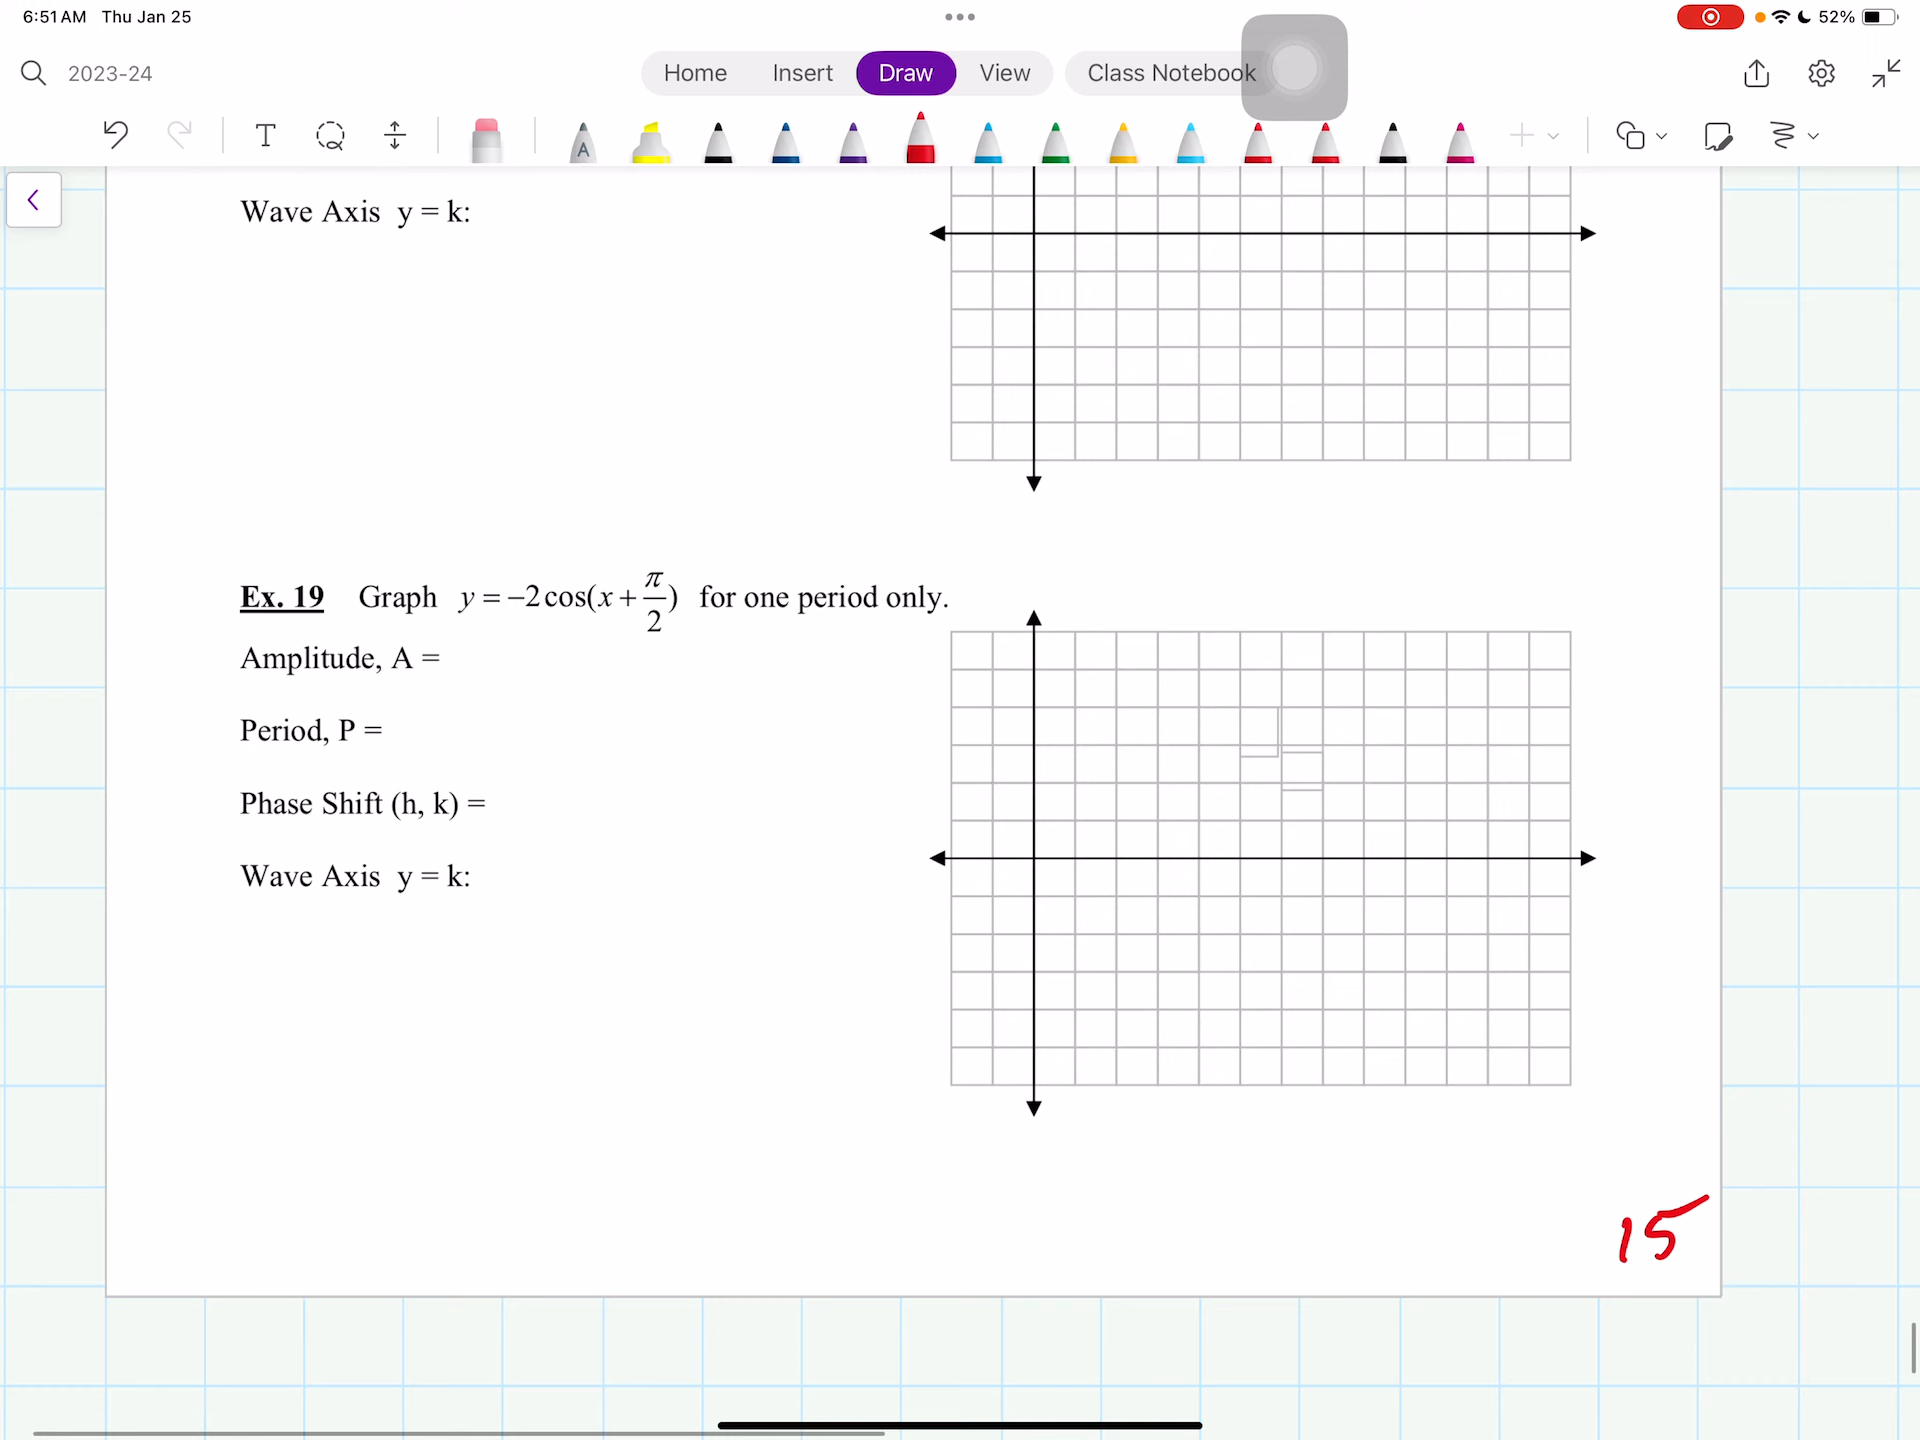 6:51 AM Thu Jan 25
52%
2023-24
Home Insert Draw View Class Notebook
T
A
Wave Axis y = k:
Ex. 19 Graph y = −2cos(x + π/2) for one period only.
Amplitude, A =
Period, P =
Phase Shift (h, k) =
Wave Axis y = k:
15